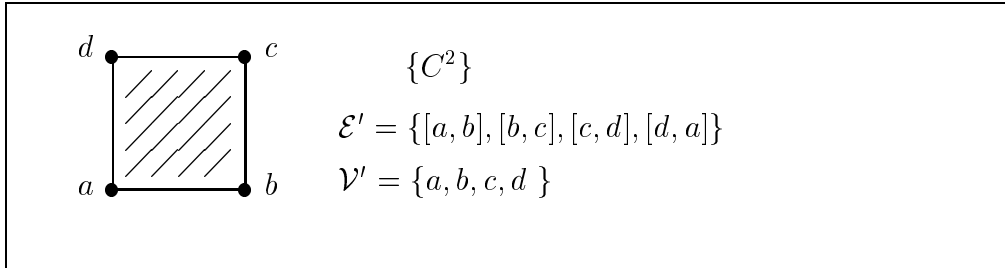 d c
{C²}
ℰ′ = {[a, b], [b, c], [c, d], [d, a]}
𝒱′ = {a, b, c, d }
a b